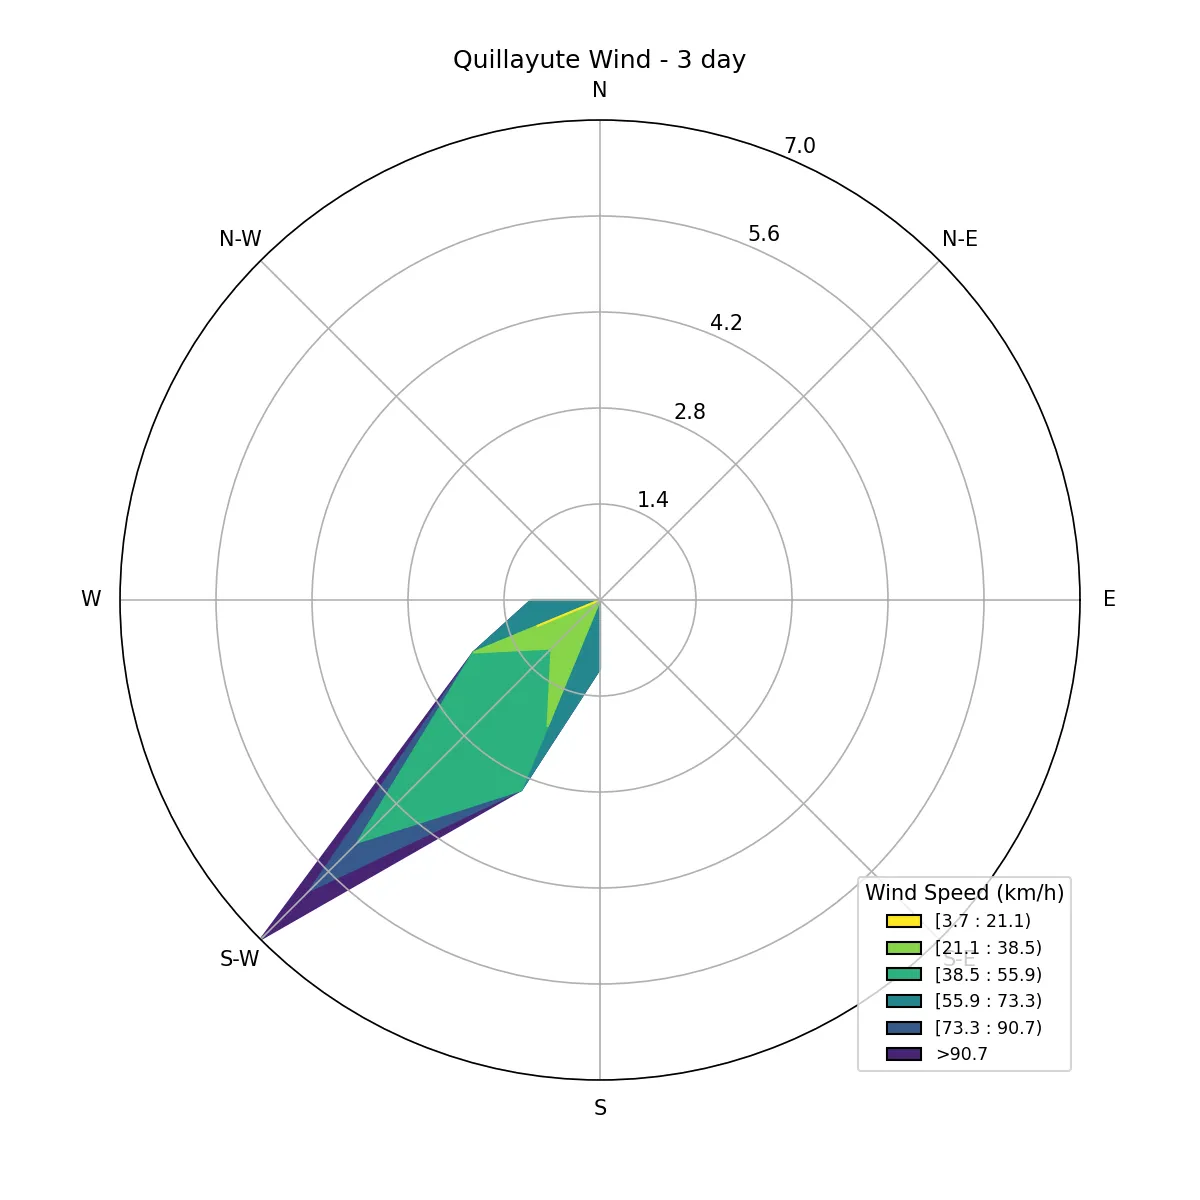 Quillayute Wind - 3 day
N
7.0
N-W
5.6
N-E
4.2
2.8
1.4
W
E
S-W
S-E
Wind Speed (km/h)
[3.7 : 21.1)
[21.1 : 38.5)
[38.5 : 55.9)
[55.9 : 73.3)
[73.3 : 90.7)
>90.7
S